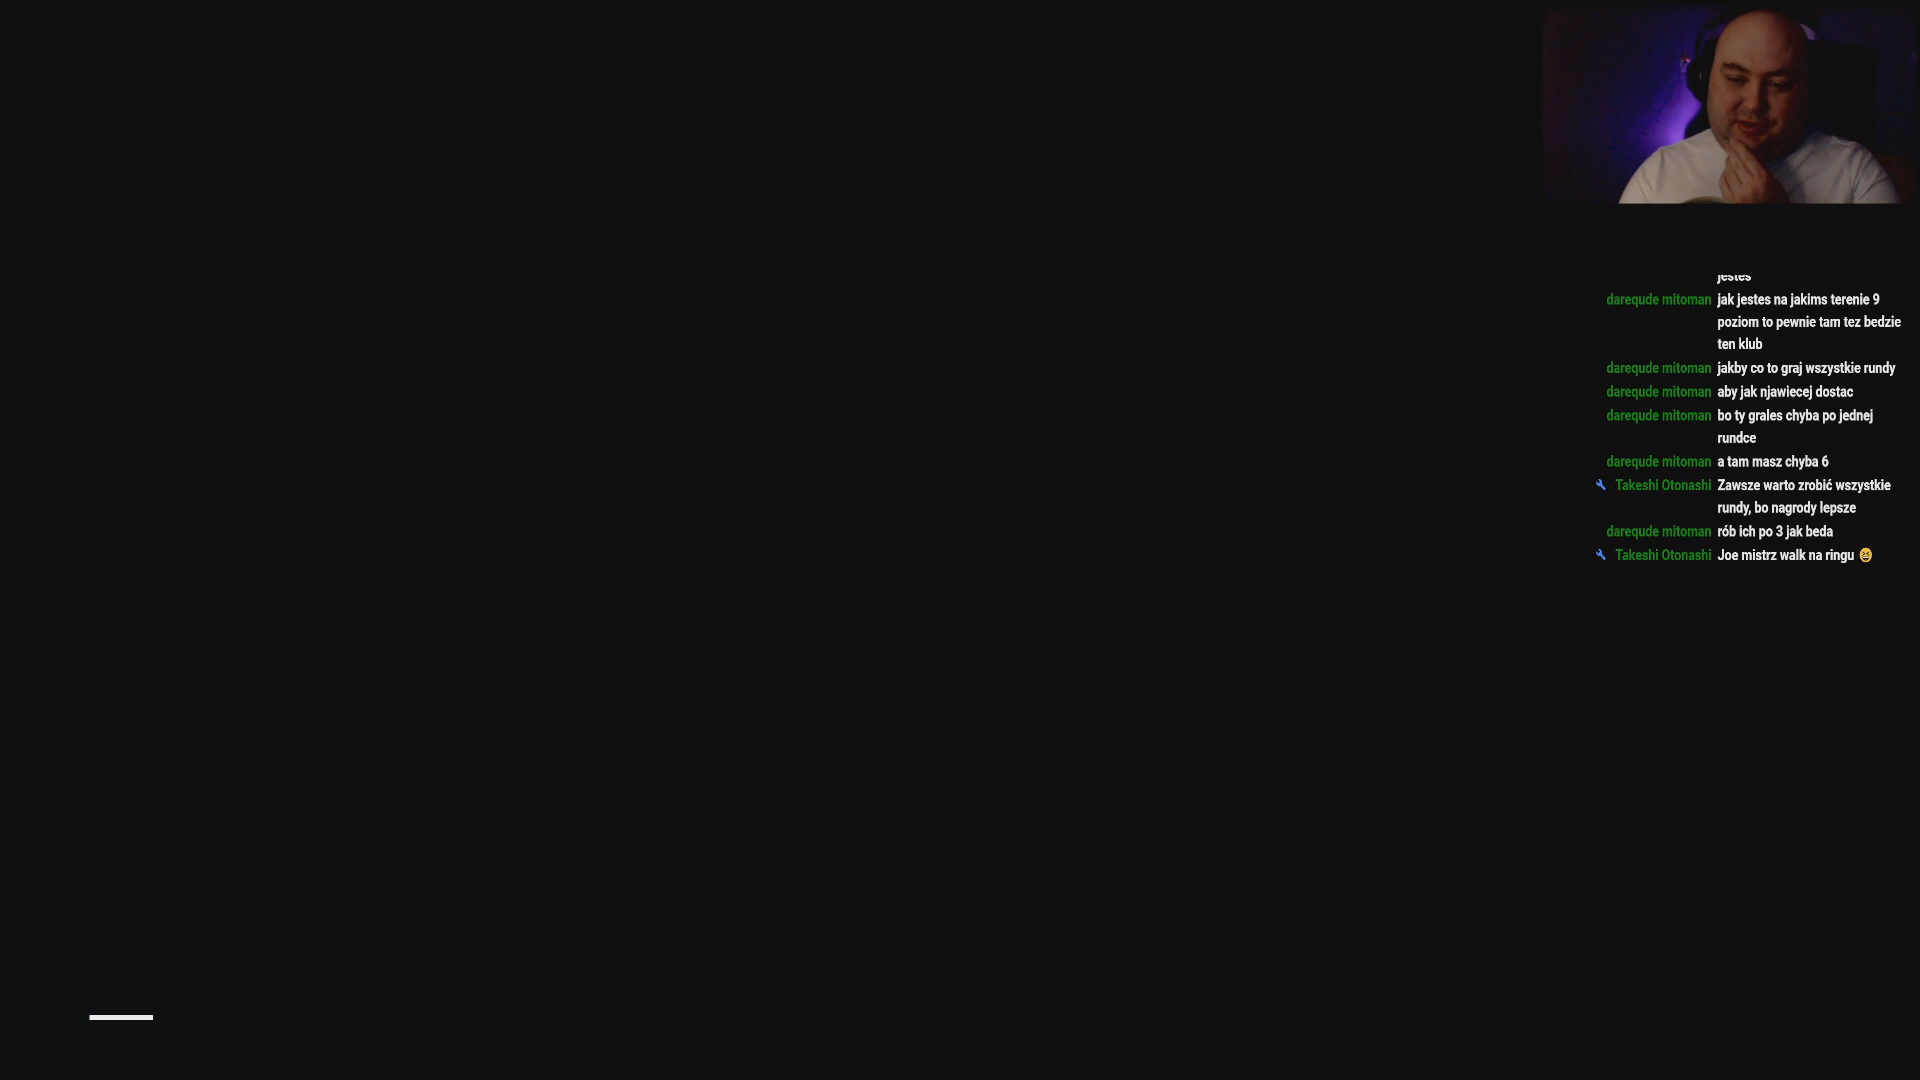 jestes
darequde mitoman jak jestes na jakims terenie 9
poziom to pewnie tam tez bedzie
ten klub
darequde mitoman jakby co to graj wszystkie rundy
darequde mitoman aby jak njawiecej dostac
darequde mitoman bo ty grales chyba po jednej
rundce
darequde mitoman a tam masz chyba 6
Takeshi Otonashi Zawsze warto zrobić wszystkie
rundy, bo nagrody lepsze
darequde mitoman rób ich po 3 jak beda
Takeshi Otonashi Joe mistrz walk na ringu 😆